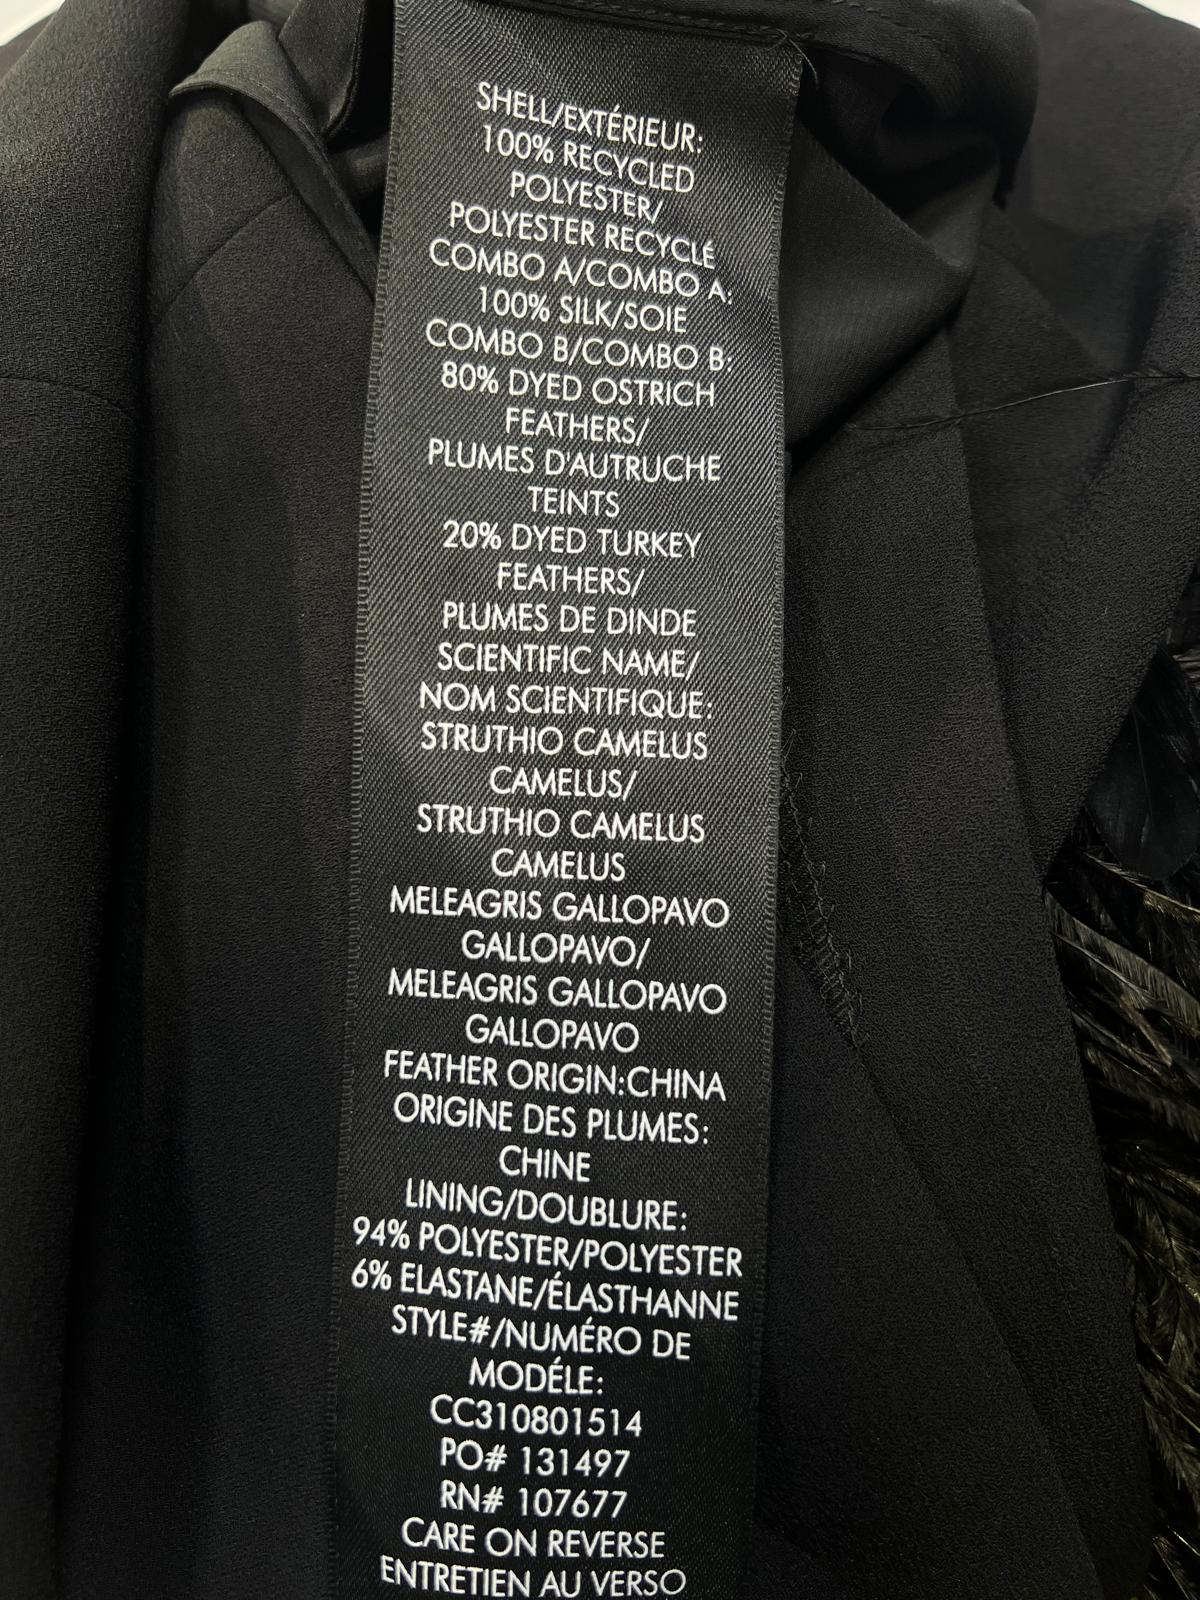 SHELL/EXTÉRIEUR:
100% RECYCLED
POLYESTER/
POLYESTER RECYCLÉ
COMBO A/COMBO A:
100% SILK/SOIE
COMBO B/COMBO B:
80% DYED OSTRICH
FEATHERS/
PLUMES D'AUTRUCHE
TEINTS
20% DYED TURKEY
FEATHERS/
PLUMES DE DINDE
SCIENTIFIC NAME/
NOM SCIENTIFIQUE:
STRUTHIO CAMELUS
CAMELUS/
STRUTHIO CAMELUS
CAMELUS
MELEAGRIS GALLOPAVO
GALLOPAVO/
MELEAGRIS GALLOPAVO
GALLOPAVO
FEATHER ORIGIN:CHINA
ORIGINE DES PLUMES:
CHINE
LINING/DOUBLURE:
94% POLYESTER/POLYESTER
6% ELASTANE/ÉLASTHANNE
STYLE#/NUMÉRO DE
MODÉLE:
CC310801514
PO# 131497
RN# 107677
CARE ON REVERSE
ENTRETIEN AU VERSO